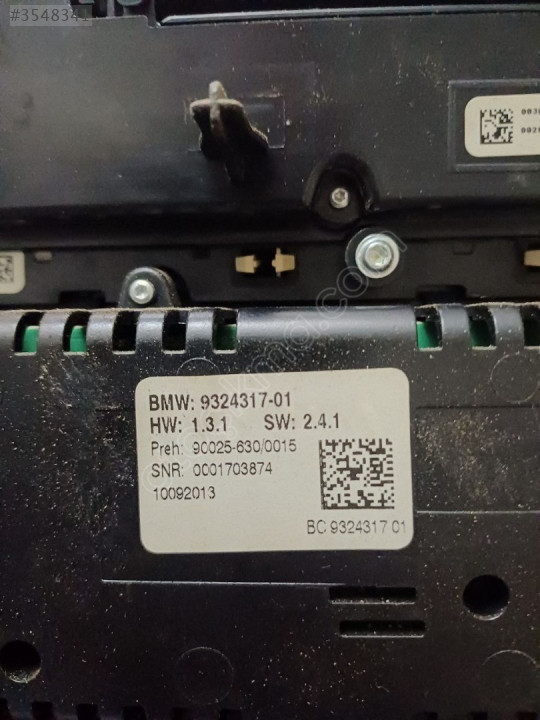 #354834
BMW: 9324317-01
HW: 1.3.1 SW: 2.4.1
Preh: 90025-630/0015
SNR: 0001703874
10092013
BC 9324317 01